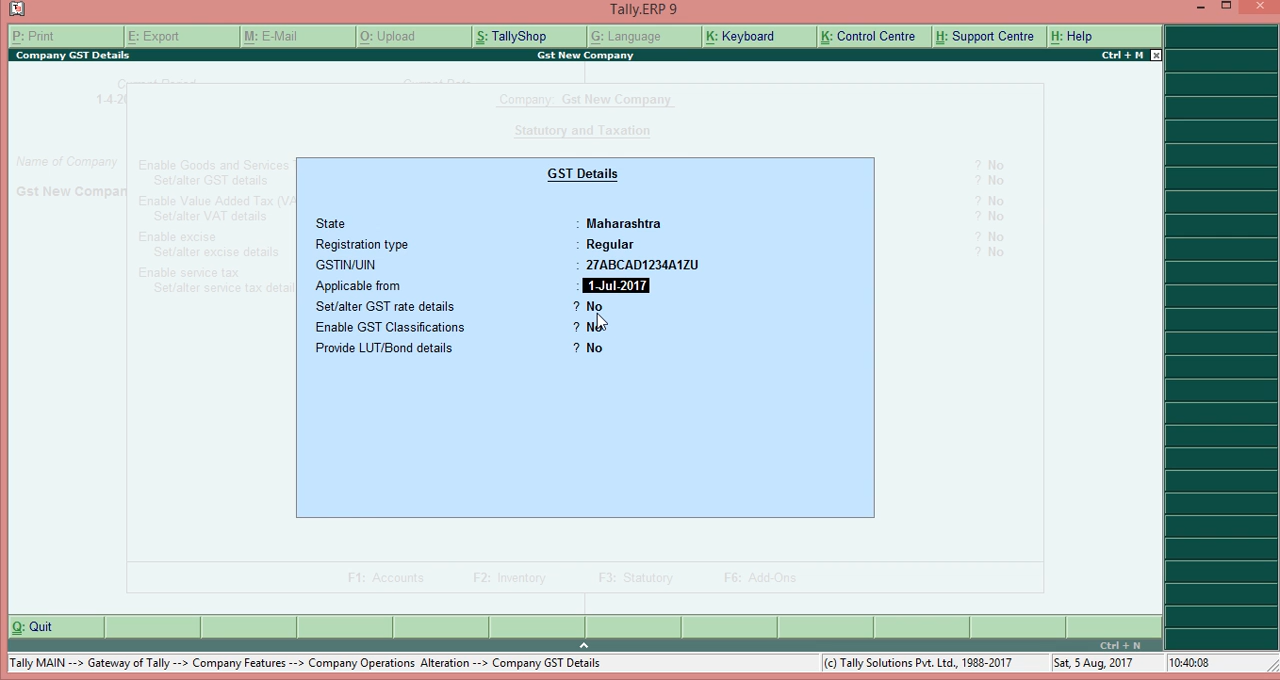 Tally.ERP 9
P: Print E: Export M: E-Mail O: Upload S: TallyShop G: Language K: Keyboard K: Control Centre H: Support Centre H: Help
Company GST Details Gst New Company Ctrl + M
Current Period Current Date
1-4-20
Company: Gst New Company
Statutory and Taxation
Name of Company
Gst New Compan
Enable Goods and Services ? No
Set/alter GST details ? No
Enable Value Added Tax (VA ? No
Set/alter VAT details ? No
Enable excise ? No
Set/alter excise details ? No
Enable service tax
Set/alter service tax detail
GST Details
State : Maharashtra
Registration type : Regular
GSTIN/UIN : 27ABCAD1234A1ZU
Applicable from : 1-Jul-2017
Set/alter GST rate details ? No
Enable GST Classifications ? No
Provide LUT/Bond details ? No
F1: Accounts F2: Inventory F3: Statutory F6: Add-Ons
Q: Quit
Ctrl + N
Tally MAIN --> Gateway of Tally --> Company Features --> Company Operations Alteration --> Company GST Details (c) Tally Solutions Pvt. Ltd., 1988-2017 Sat, 5 Aug, 2017 10:40:08